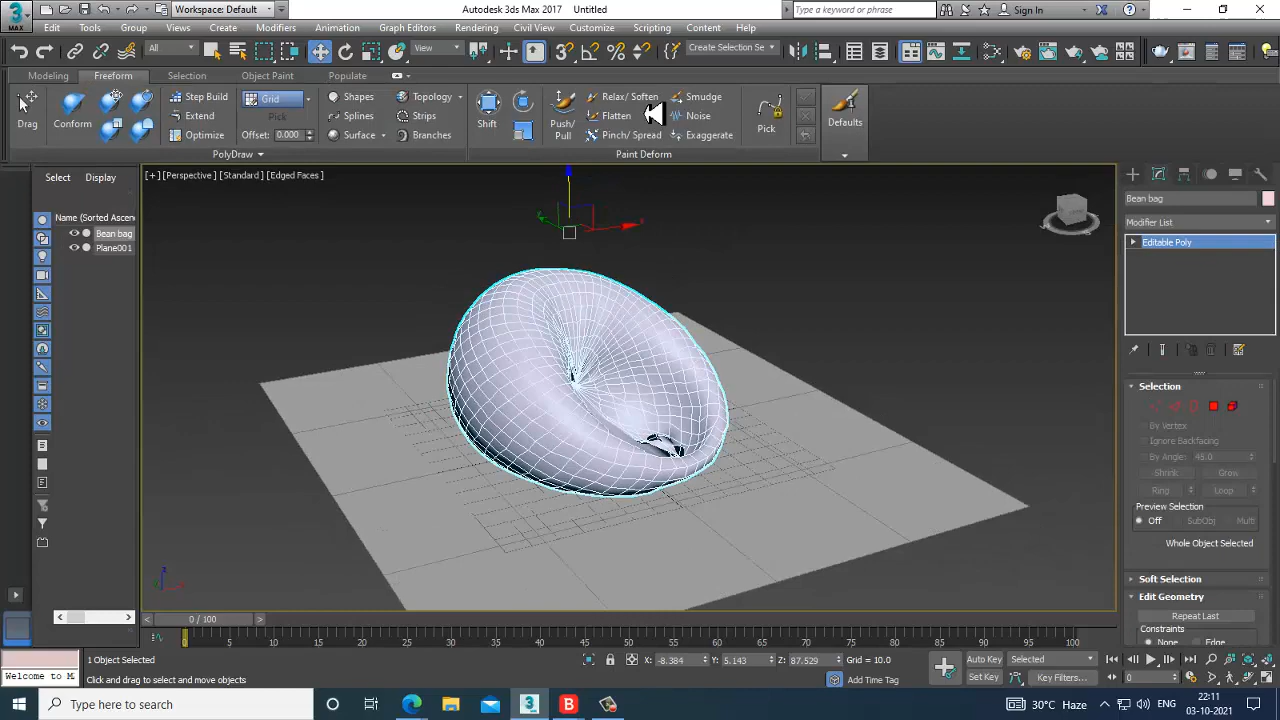 3 MAX
Workspace: Default
Autodesk 3ds Max 2017 Untitled
Type a keyword or phrase
Sign In
Edit Tools Group Views Create Modifiers Animation Graph Editors Rendering Civil View Customize Scripting Content Help
All
View
Create Selection Se
Modeling Freeform Selection Object Paint Populate
Drag
Conform
Step Build
Extend
Optimize
Grid
Pick
Offset: 0.000
Shapes
Splines
Surface
Topology
Strips
Branches
Shift
Push/
Pull
Relax/ Soften
Flatten
Pinch/ Spread
Smudge
Noise
Exaggerate
Pick
Defaults
PolyDraw
Paint Deform
Select Display
Name (Sorted Ascen
Bean bag
Plane001
[+] [Perspective] [Standard] [Edged Faces]
Bean bag
Modifier List
Editable Poly
Selection
By Vertex
Ignore Backfacing
By Angle: 45.0
Shrink Grow
Ring Loop
Preview Selection
Off SubObj Multi
Whole Object Selected
Soft Selection
Edit Geometry
Repeat Last
Constraints
None Edge
0 / 100
0 5 10 15 20 25 30 35 40 45 50 55 60 65 70 75 80 85 90 95 100
1 Object Selected
X: -8.384 Y: 5.143 Z: 87.529 Grid = 10.0
Auto Key Selected
Welcome to M
Click and drag to select and move objects
Add Time Tag
Set Key Key Filters...
0
Type here to search
30°C Haze
ENG
22:11
03-10-2021